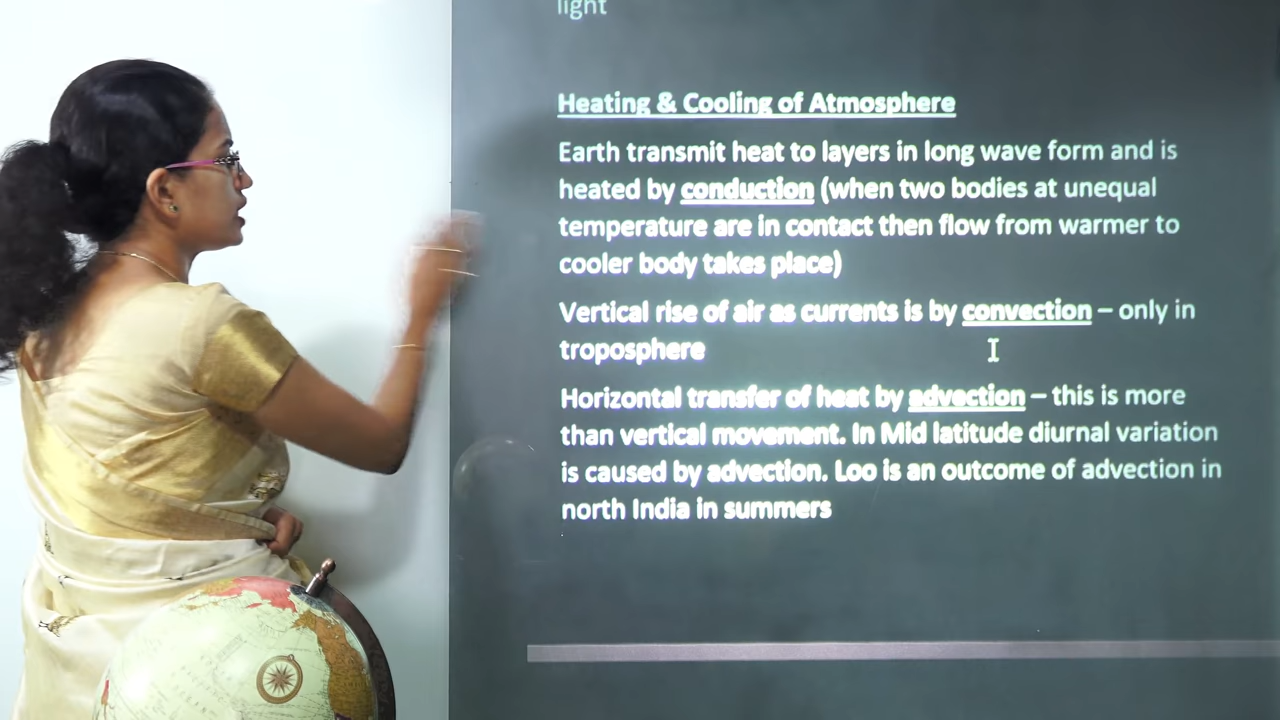 light
Heating & Cooling of Atmosphere
Earth transmit heat to layers in long wave form and is
heated by conduction (when two bodies at unequal
temperature are in contact then flow from warmer to
cooler body takes place)
Vertical rise of air as currents is by convection – only in
troposphere
Horizontal transfer of heat by advection – this is more
than vertical movement. In Mid latitude diurnal variation
is caused by advection. Loo is an outcome of advection in
north India in summers